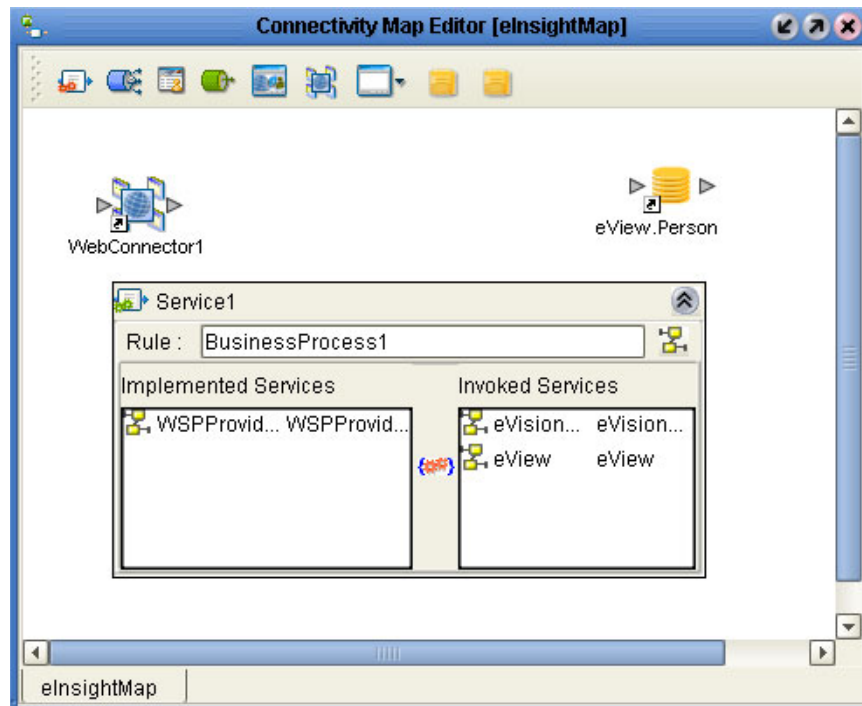 Connectivity Map Editor [eInsightMap]
WebConnector1
eView.Person
Service1
Rule : BusinessProcess1
Implemented Services Invoked Services
WSPProvid... WSPProvid... eVision... eVision...
eView eView
eInsightMap